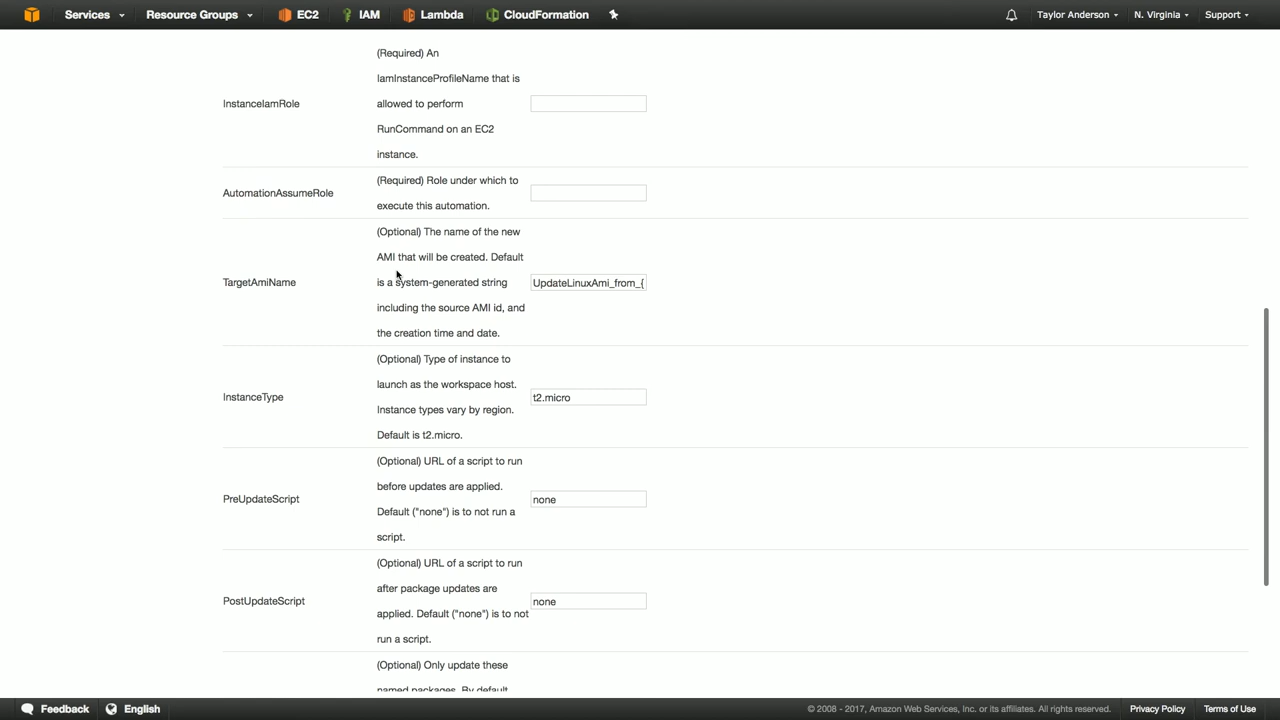 Services Resource Groups EC2 IAM Lambda CloudFormation Taylor Anderson N. Virginia Support
InstanceIamRole
(Required) An
IamInstanceProfileName that is
allowed to perform
RunCommand on an EC2
instance.
AutomationAssumeRole
(Required) Role under which to
execute this automation.
TargetAmiName
(Optional) The name of the new
AMI that will be created. Default
is a system-generated string
including the source AMI id, and
the creation time and date.
UpdateLinuxAmi_from_{
InstanceType
(Optional) Type of instance to
launch as the workspace host.
Instance types vary by region.
Default is t2.micro.
t2.micro
PreUpdateScript
(Optional) URL of a script to run
before updates are applied.
Default ("none") is to not run a
script.
none
PostUpdateScript
(Optional) URL of a script to run
after package updates are
applied. Default ("none") is to not
run a script.
none
(Optional) Only update these
named packages. By default
Feedback English © 2008 - 2017, Amazon Web Services, Inc. or its affiliates. All rights reserved. Privacy Policy Terms of Use